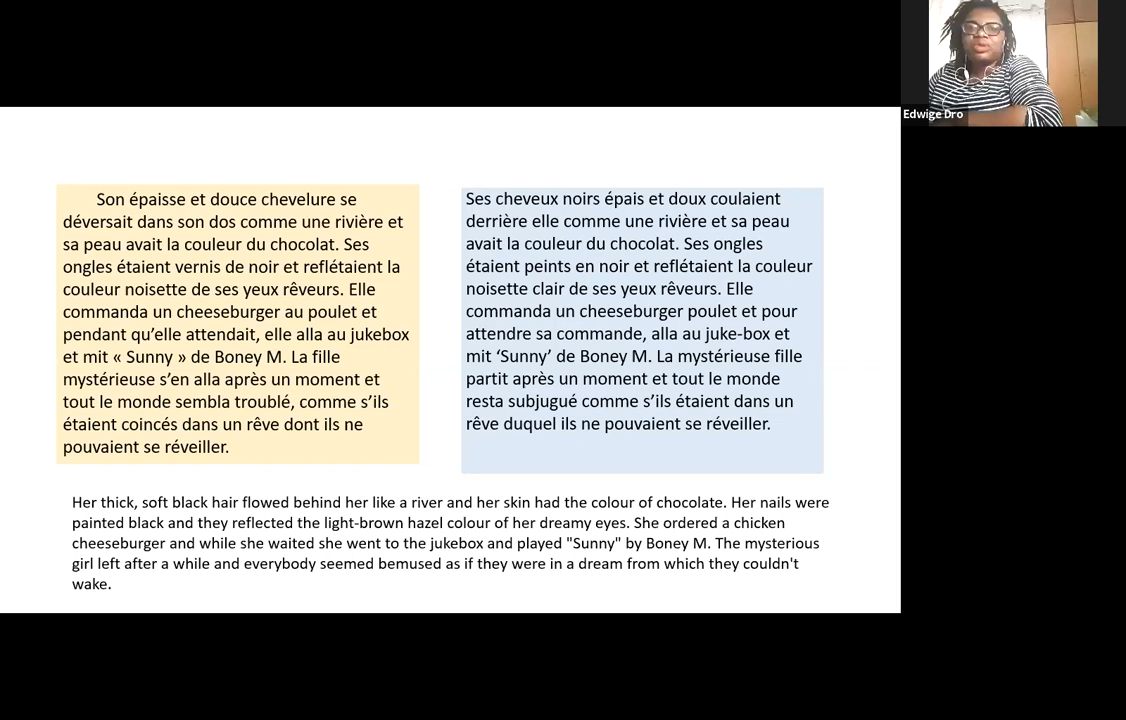 Edwige Dro
Son épaisse et douce chevelure se
déversait dans son dos comme une rivière et
sa peau avait la couleur du chocolat. Ses
ongles étaient vernis de noir et reflétaient la
couleur noisette de ses yeux rêveurs. Elle
commanda un cheeseburger au poulet et
pendant qu’elle attendait, elle alla au jukebox
et mit « Sunny » de Boney M. La fille
mystérieuse s’en alla après un moment et
tout le monde sembla troublé, comme s’ils
étaient coincés dans un rêve dont ils ne
pouvaient se réveiller.
Ses cheveux noirs épais et doux coulaient
derrière elle comme une rivière et sa peau
avait la couleur du chocolat. Ses ongles
étaient peints en noir et reflétaient la couleur
noisette clair de ses yeux rêveurs. Elle
commanda un cheeseburger poulet et pour
attendre sa commande, alla au juke-box et
mit ‘Sunny’ de Boney M. La mystérieuse fille
partit après un moment et tout le monde
resta subjugué comme s’ils étaient dans un
rêve duquel ils ne pouvaient se réveiller.
Her thick, soft black hair flowed behind her like a river and her skin had the colour of chocolate. Her nails were
painted black and they reflected the light-brown hazel colour of her dreamy eyes. She ordered a chicken
cheeseburger and while she waited she went to the jukebox and played "Sunny" by Boney M. The mysterious
girl left after a while and everybody seemed bemused as if they were in a dream from which they couldn't
wake.